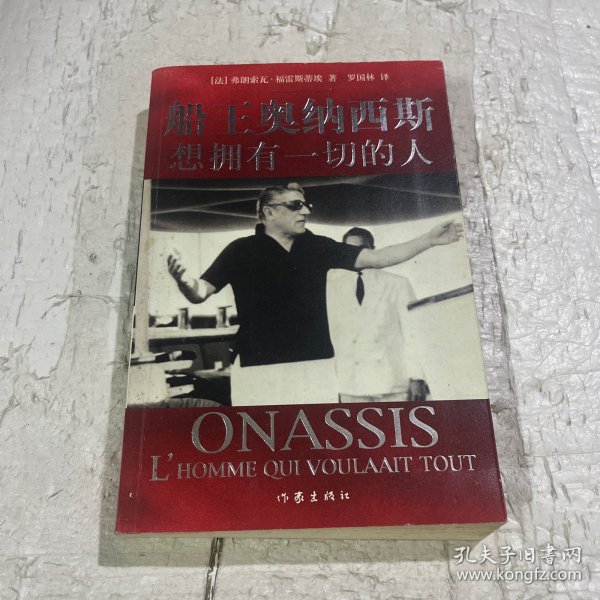 [法] 弗朗索瓦·福雷斯蒂埃 著 罗国林 译
船王奥纳西斯
想拥有一切的人
ONASSIS
L'HOMME QUI VOULAAIT TOUT
作家出版社
孔夫子旧书网
www.kongfz.com